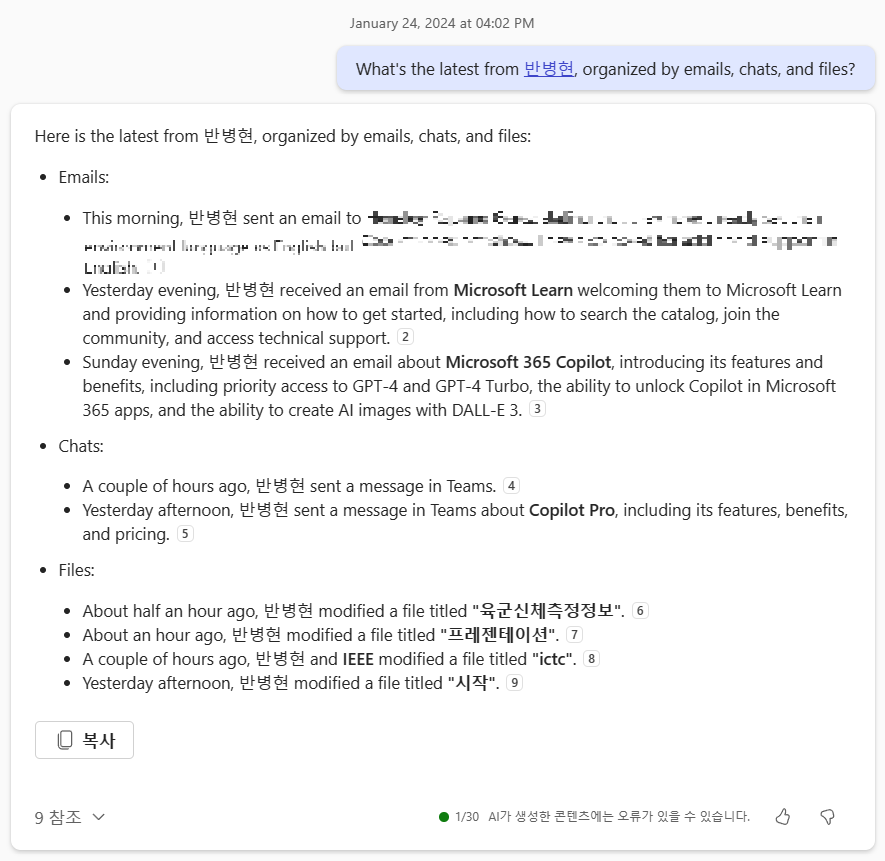 January 24, 2024 at 04:02 PM
What's the latest from 반병현, organized by emails, chats, and files?
Here is the latest from 반병현, organized by emails, chats, and files:
• Emails:
• This morning, 반병현 sent an email to
English. 1
• Yesterday evening, 반병현 received an email from Microsoft Learn welcoming them to Microsoft Learn
and providing information on how to get started, including how to search the catalog, join the
community, and access technical support. 2
• Sunday evening, 반병현 received an email about Microsoft 365 Copilot, introducing its features and
benefits, including priority access to GPT-4 and GPT-4 Turbo, the ability to unlock Copilot in Microsoft
365 apps, and the ability to create AI images with DALL-E 3. 3
• Chats:
• A couple of hours ago, 반병현 sent a message in Teams. 4
• Yesterday afternoon, 반병현 sent a message in Teams about Copilot Pro, including its features, benefits,
and pricing. 5
• Files:
• About half an hour ago, 반병현 modified a file titled "육군신체측정정보". 6
• About an hour ago, 반병현 modified a file titled "프레젠테이션". 7
• A couple of hours ago, 반병현 and IEEE modified a file titled "ictc". 8
• Yesterday afternoon, 반병현 modified a file titled "시작". 9
복사
9 참조
1/30 AI가 생성한 콘텐츠에는 오류가 있을 수 있습니다.